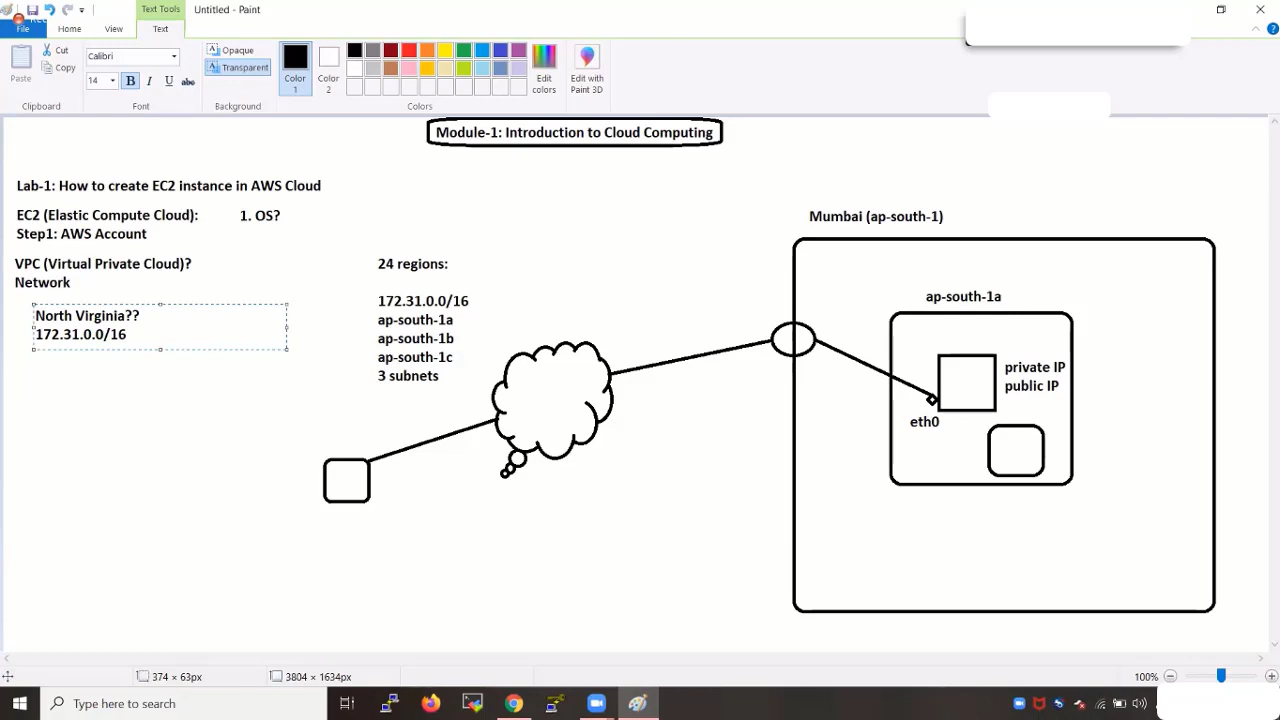 Text Tools
Untitled - Paint
File
Home
View
Text
Paste
Cut
Copy
Clipboard
Calibri
14
B I U abc
Font
Opaque
Transparent
Background
Color 1
Color 2
Colors
Edit colors
Edit with Paint 3D
Module-1: Introduction to Cloud Computing
Lab-1: How to create EC2 instance in AWS Cloud
EC2 (Elastic Compute Cloud): 1. OS?
Step1: AWS Account
VPC (Virtual Private Cloud)?
Network
North Virginia??
172.31.0.0/16
24 regions:
172.31.0.0/16
ap-south-1a
ap-south-1b
ap-south-1c
3 subnets
Mumbai (ap-south-1)
ap-south-1a
private IP
public IP
eth0
374 × 63px
3804 × 1634px
100%
Type here to search